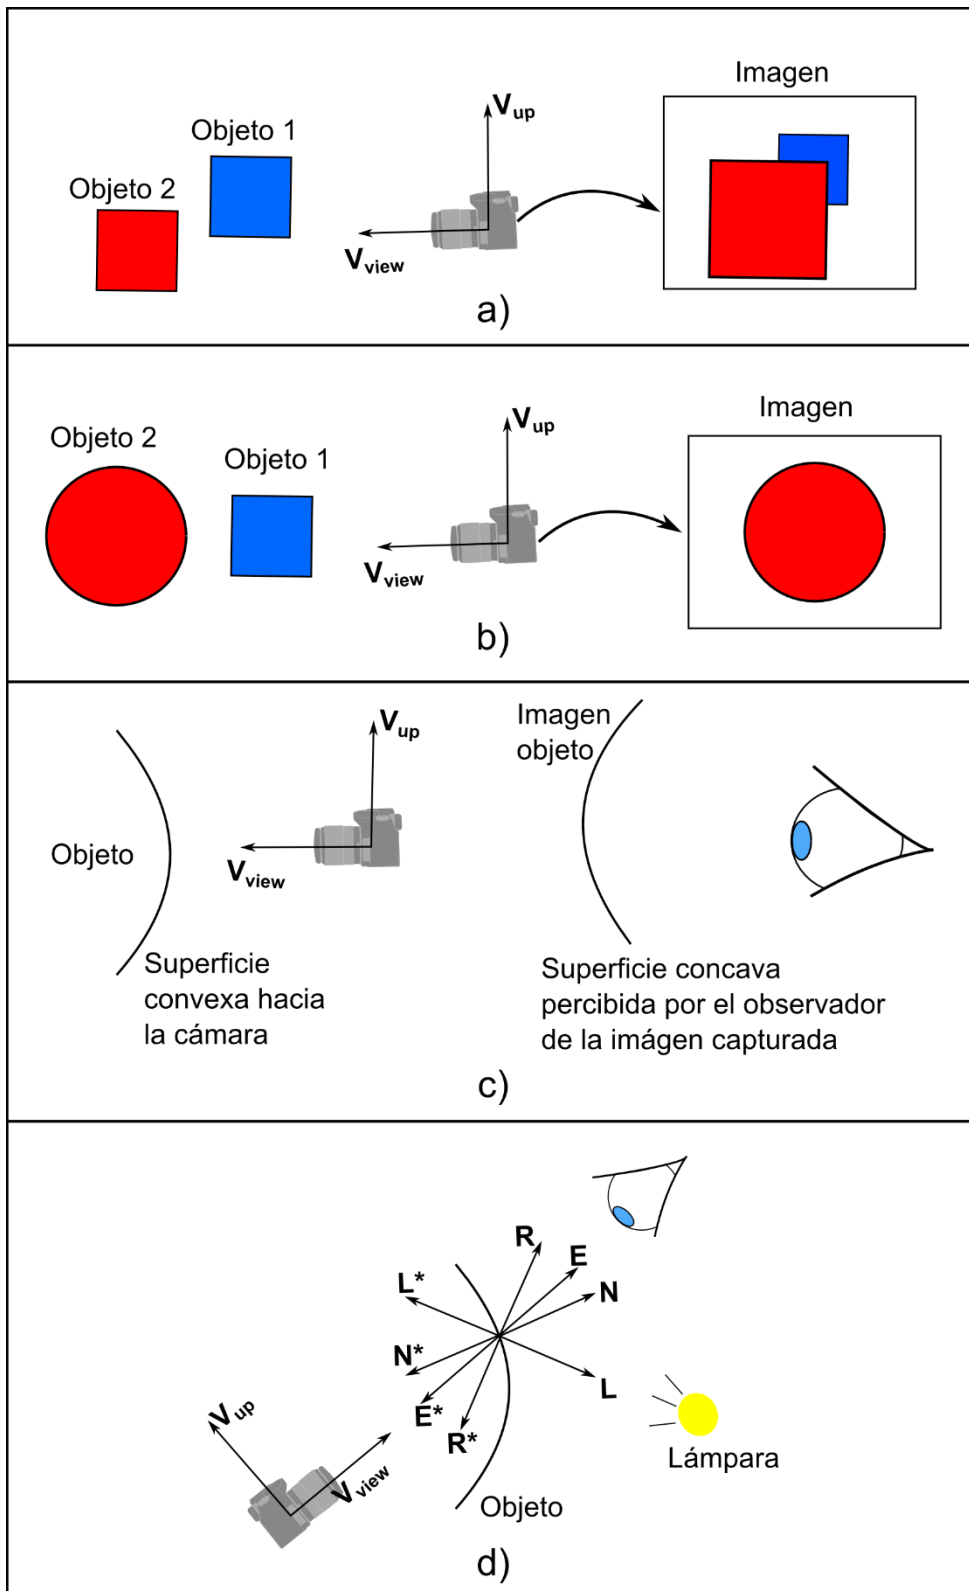 Imagen
Objeto 1
Objeto 2
Vup
Vview
a)
Imagen
Objeto 2
Objeto 1
Vup
Vview
b)
Imagen
objeto
Vup
Objeto
Vview
Superficie
convexa hacia
la cámara
Superficie concava
percibida por el observador
de la imágen capturada
c)
R
E
L*
N
N*
L
E*
R*
Vup
Vview
Lámpara
Objeto
d)